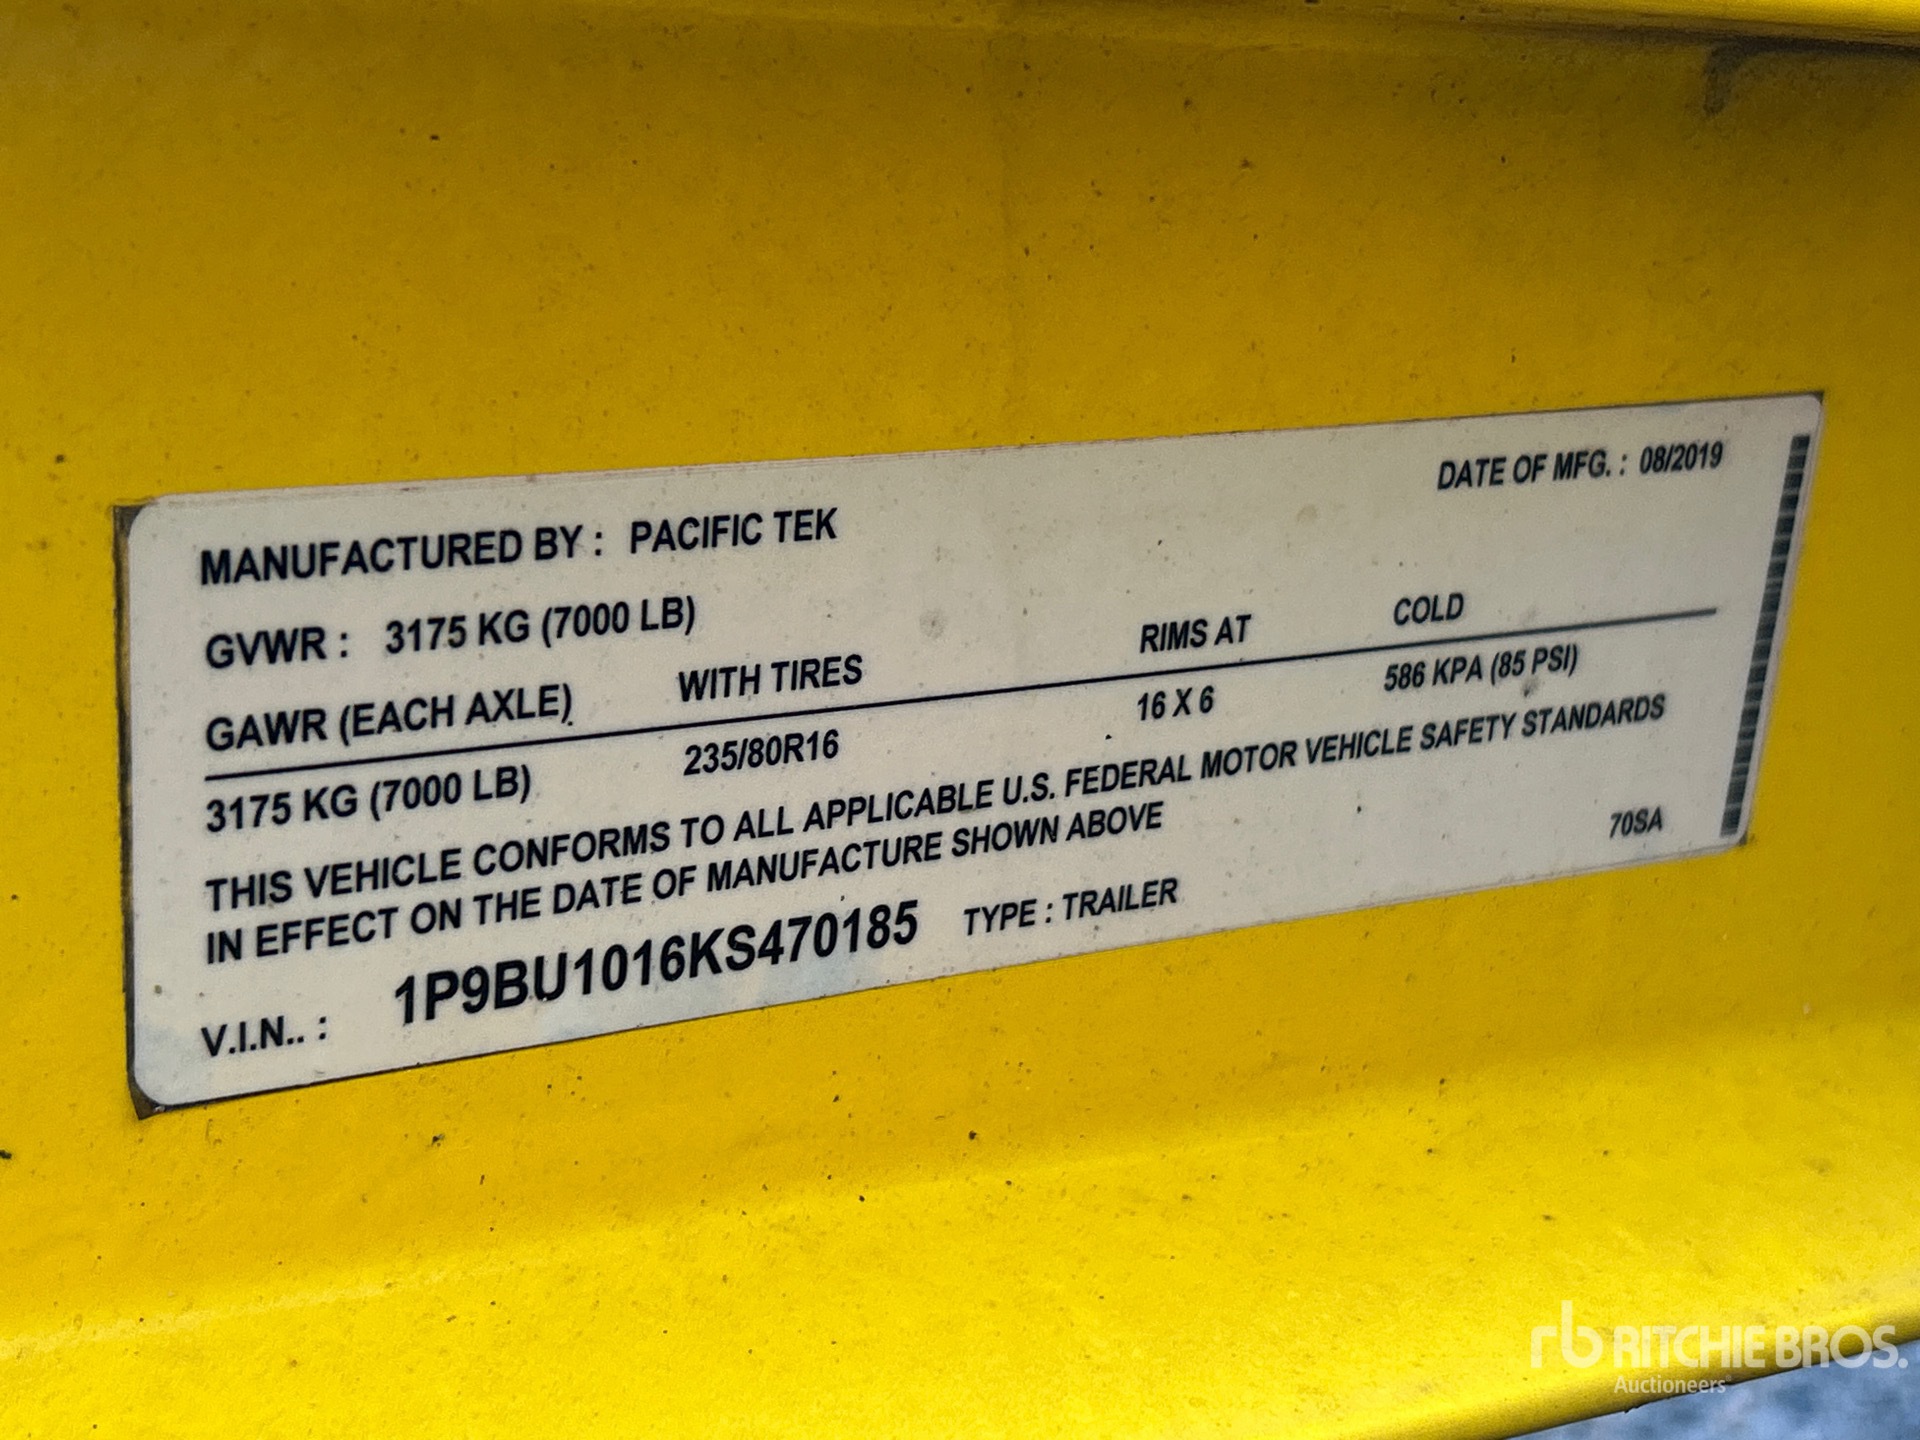 DATE OF MFG. : 08/2019
MANUFACTURED BY : PACIFIC TEK
GVWR : 3175 KG (7000 LB)
GAWR (EACH AXLE) WITH TIRES RIMS AT COLD
3175 KG (7000 LB) 235/80R16 16 X 6 586 KPA (85 PSI)
THIS VEHICLE CONFORMS TO ALL APPLICABLE U.S. FEDERAL MOTOR VEHICLE SAFETY STANDARDS
IN EFFECT ON THE DATE OF MANUFACTURE SHOWN ABOVE
70SA
V.I.N.. : 1P9BU1016KS470185 TYPE : TRAILER
rb RITCHIE BROS.
Auctioneers